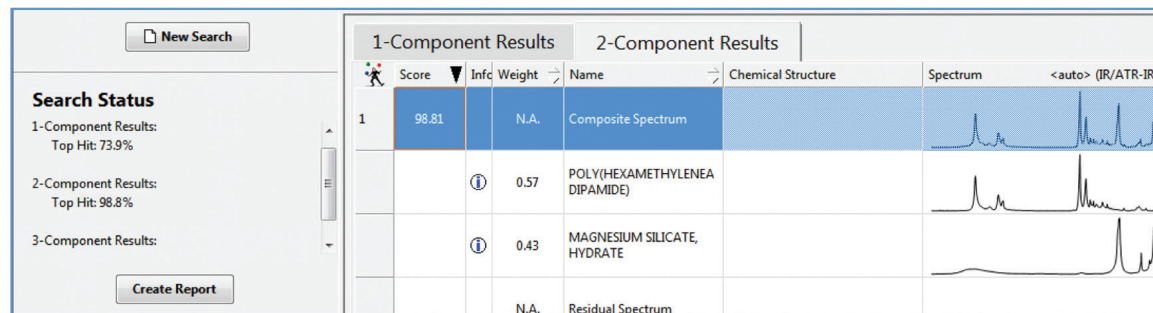 New Search
Search Status
1-Component Results:
Top Hit: 73.9%
2-Component Results:
Top Hit: 98.8%
3-Component Results:
Create Report
1-Component Results 2-Component Results
Score Info Weight Name Chemical Structure Spectrum <auto> (IR/ATR-IR
1 98.81 N.A. Composite Spectrum
0.57 POLY(HEXAMETHYLENEA
DIPAMIDE)
0.43 MAGNESIUM SILICATE,
HYDRATE
N.A. Residual Spectrum